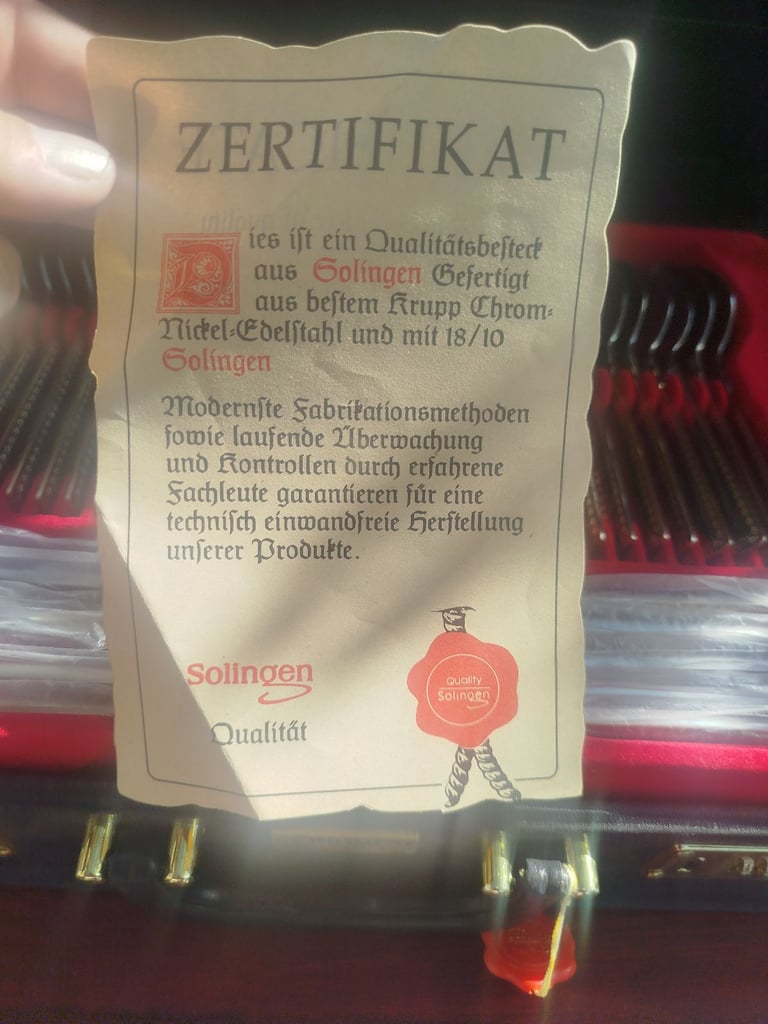 ZERTIFIKAT
Dies ist ein Qualitätsbesteck
aus Solingen Gefertigt
aus bestem Krupp Chrom-
Nickel-Edelstahl und mit 18/10
Solingen
Modernste Fabrikationsmethoden
sowie laufende Überwachung
und Kontrollen durch erfahrene
Fachleute garantieren für eine
technisch einwandfreie Herstellung
unserer Produkte.
Solingen
Qualität
Quality
Solingen